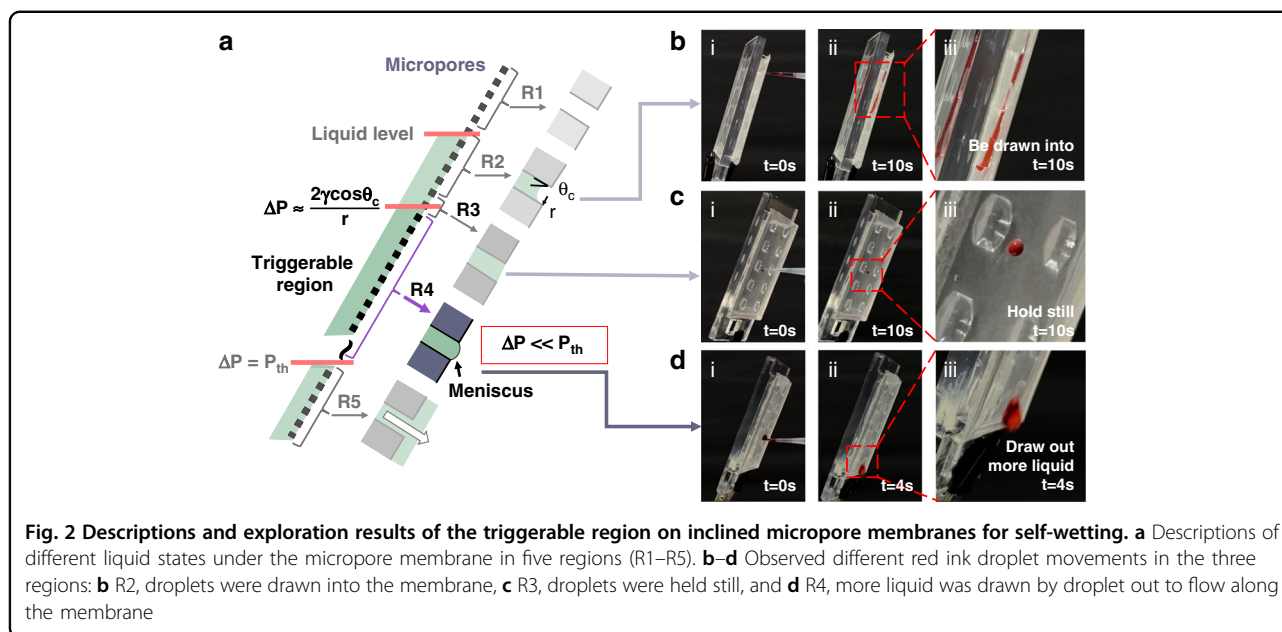 a
Micropores
R1
Liquid level
R2
θc
r
ΔP ≈ 2γcosθc / r
R3
Triggerable
region
R4
ΔP << Pth
Meniscus
ΔP = Pth
R5
b
i
t=0s
ii
t=10s
iii
Be drawn into
t=10s
c
i
t=0s
ii
t=10s
iii
Hold still
t=10s
d
i
t=0s
ii
t=4s
iii
Draw out
more liquid
t=4s
Fig. 2 Descriptions and exploration results of the triggerable region on inclined micropore membranes for self-wetting. a Descriptions of
different liquid states under the micropore membrane in five regions (R1–R5). b–d Observed different red ink droplet movements in the three
regions: b R2, droplets were drawn into the membrane, c R3, droplets were held still, and d R4, more liquid was drawn by droplet out to flow along
the membrane